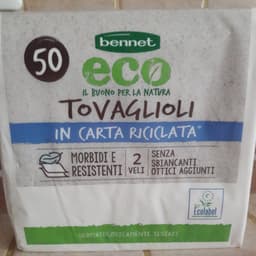 bennet
50
eco
IL BUONO PER LA NATURA
TOVAGLIOLI
IN CARTA RICICLATA*
MORBIDI E
RESISTENTI
2
VELI
SENZA
SBIANCANTI
OTTICI AGGIUNTI
EU
Ecolabel